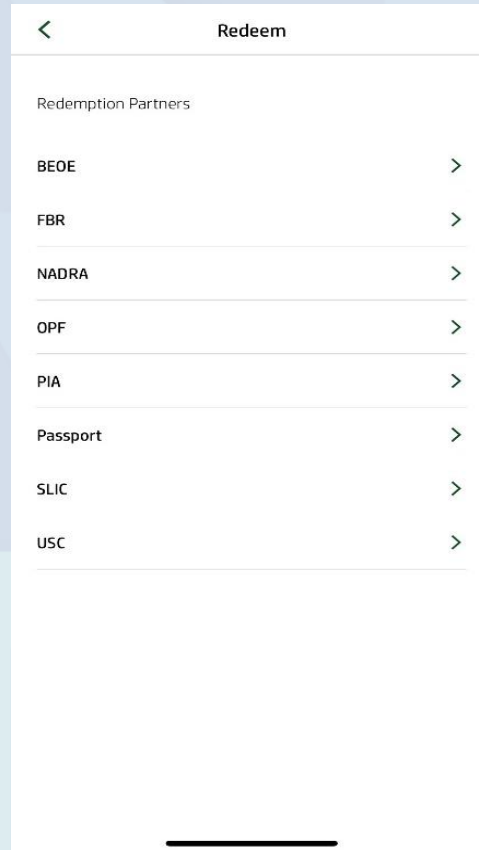 Redeem
Redemption Partners
BEOE
FBR
NADRA
OPF
PIA
Passport
SLIC
USC